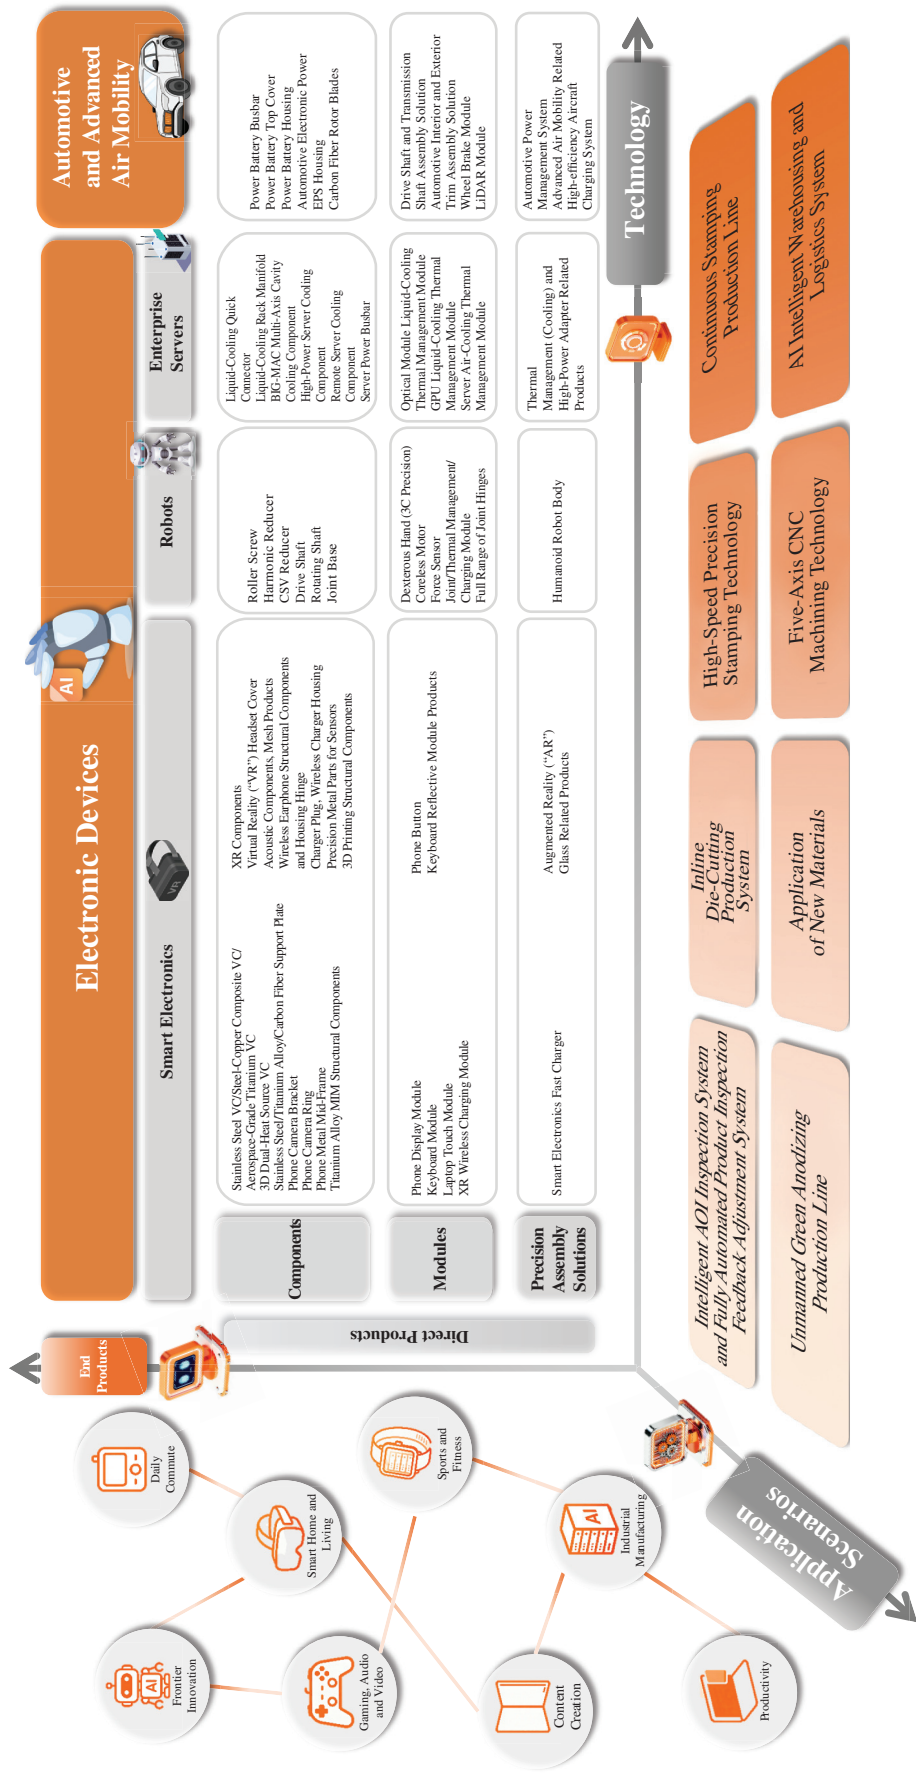 Electronic Devices
AI
Automotive
and Advanced
Air Mobility
End
Products
Smart Electronics
VR
Robots
Enterprise
Servers
Direct Products
Components
Stainless Steel VC/Steel-Copper Composite VC/
Aerospace-Grade Titanium VC
3D Dual-Heat Source VC
Stainless Steel/Titanium Alloy/Carbon Fiber Support Plate
Phone Camera Bracket
Phone Camera Ring
Phone Metal Mid-Frame
Titanium Alloy MIM Structural Components
XR Components
Virtual Reality (“VR”) Headset Cover
Acoustic Components, Mesh Products
Wireless Earphone Structural Components
and Housing Hinge
Charger Plug, Wireless Charger Housing
Precision Metal Parts for Sensors
3D Printing Structural Components
Roller Screw
Harmonic Reducer
CSV Reducer
Drive Shaft
Rotating Shaft
Joint Base
Liquid-Cooling Quick
Connector
Liquid-Cooling Rack Manifold
BIG-MAC Multi-Axis Cavity
Cooling Component
High-Power Server Cooling
Component
Remote Server Cooling
Component
Server Power Busbar
Power Battery Busbar
Power Battery Top Cover
Power Battery Housing
Automotive Electronic Power
EPS Housing
Carbon Fiber Rotor Blades
Modules
Phone Display Module
Keyboard Module
Laptop Touch Module
XR Wireless Charging Module
Phone Button
Keyboard Reflective Module Products
Dexterous Hand (3C Precision)
Coreless Motor
Force Sensor
Joint/Thermal Management/
Charging Module
Full Range of Joint Hinges
Optical Module Liquid-Cooling
Thermal Management Module
GPU Liquid-Cooling Thermal
Management Module
Server Air-Cooling Thermal
Management Module
Drive Shaft and Transmission
Shaft Assembly Solution
Automotive Interior and Exterior
Trim Assembly Solution
Wheel Brake Module
LiDAR Module
Precision
Assembly
Solutions
Smart Electronics Fast Charger
Augmented Reality (“AR”)
Glass Related Products
Humanoid Robot Body
Thermal
Management (Cooling) and
High-Power Adapter Related
Products
Automotive Power
Management System
Advanced Air Mobility Related
High-efficiency Aircraft
Charging System
Technology
Intelligent AOI Inspection System
and Fully Automated Product Inspection
Feedback Adjustment System
Inline
Die-Cutting
Production
System
High-Speed Precision
Stamping Technology
Continuous Stamping
Production Line
Unmanned Green Anodizing
Production Line
Application
of New Materials
Five-Axis CNC
Machining Technology
AI Intelligent Warehousing and
Logistics System
Application
Scenarios
Daily
Commute
Smart Home and
Living
Sports and
Fitness
AI
Industrial
Manufacturing
AI
Frontier
Innovation
Gaming, Audio
and Video
Content
Creation
Productivity